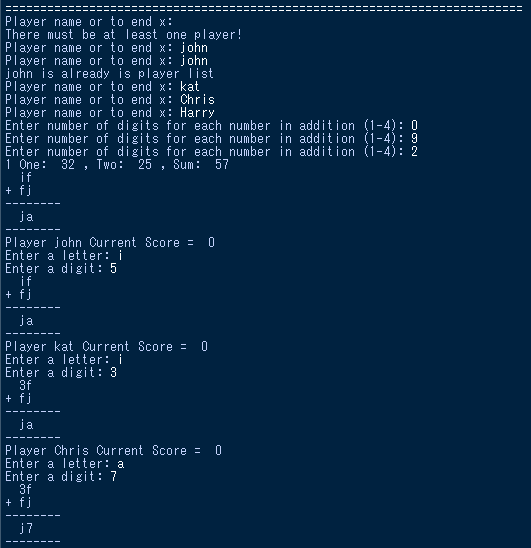 ==========================================================================
Player name or to end x:
There must be at least one player!
Player name or to end x: john
Player name or to end x: john
john is already is player list
Player name or to end x: kat
Player name or to end x: Chris
Player name or to end x: Harry
Enter number of digits for each number in addition (1-4): 0
Enter number of digits for each number in addition (1-4): 9
Enter number of digits for each number in addition (1-4): 2
1 One:  32 , Two:  25 , Sum:  57
  if
+ fj
--------
  ja
--------
Player john Current Score =  0
Enter a letter: i
Enter a digit: 5
  if
+ fj
--------
  ja
--------
Player kat Current Score =  0
Enter a letter: i
Enter a digit: 3
  3f
+ fj
--------
  ja
--------
Player Chris Current Score =  0
Enter a letter: a
Enter a digit: 7
  3f
+ fj
--------
  j7
--------